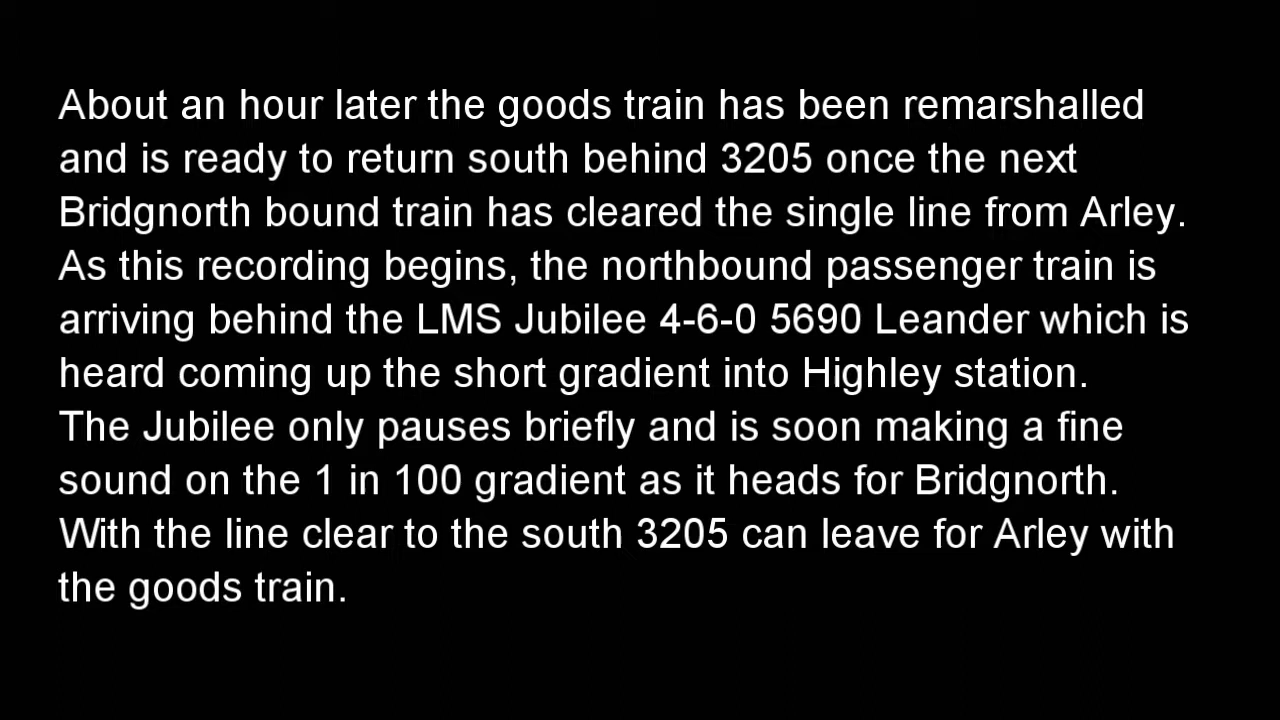 About an hour later the goods train has been remarshalled
and is ready to return south behind 3205 once the next
Bridgnorth bound train has cleared the single line from Arley.
As this recording begins, the northbound passenger train is
arriving behind the LMS Jubilee 4-6-0 5690 Leander which is
heard coming up the short gradient into Highley station.
The Jubilee only pauses briefly and is soon making a fine
sound on the 1 in 100 gradient as it heads for Bridgnorth.
With the line clear to the south 3205 can leave for Arley with
the goods train.